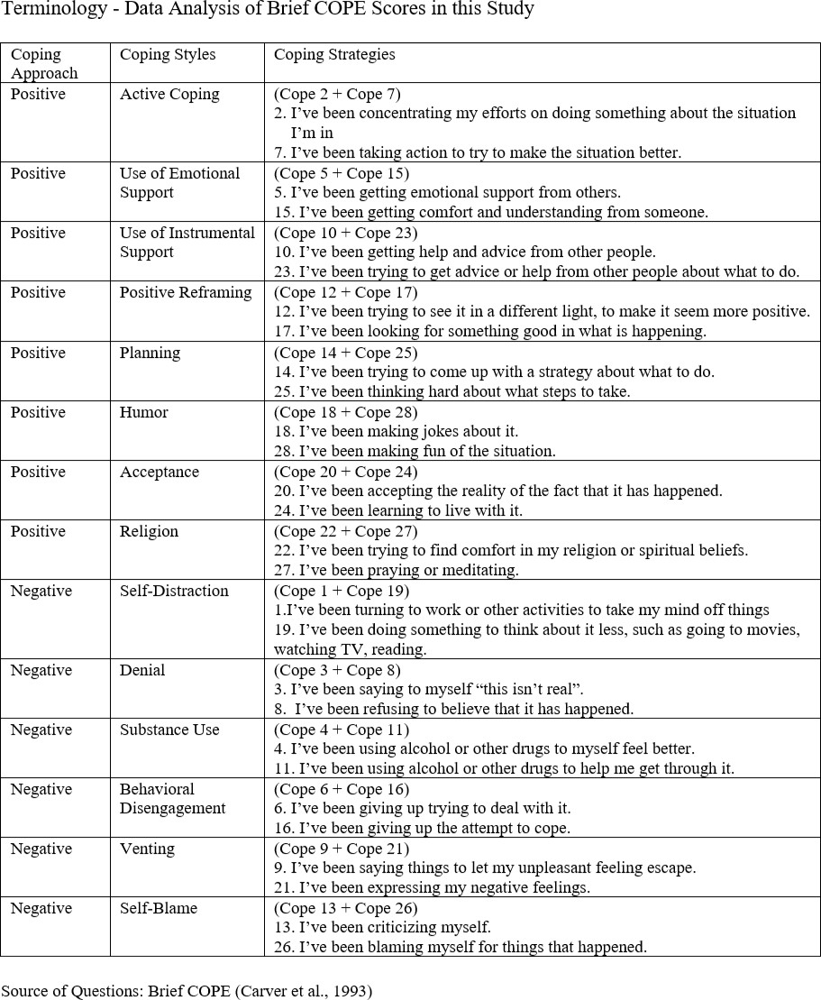 Terminology - Data Analysis of Brief COPE Scores in this Study
Coping Approach | Coping Styles | Coping Strategies
Positive | Active Coping | (Cope 2 + Cope 7)
2. I’ve been concentrating my efforts on doing something about the situation
I’m in
7. I’ve been taking action to try to make the situation better.
Positive | Use of Emotional Support | (Cope 5 + Cope 15)
5. I’ve been getting emotional support from others.
15. I’ve been getting comfort and understanding from someone.
Positive | Use of Instrumental Support | (Cope 10 + Cope 23)
10. I’ve been getting help and advice from other people.
23. I’ve been trying to get advice or help from other people about what to do.
Positive | Positive Reframing | (Cope 12 + Cope 17)
12. I’ve been trying to see it in a different light, to make it seem more positive.
17. I’ve been looking for something good in what is happening.
Positive | Planning | (Cope 14 + Cope 25)
14. I’ve been trying to come up with a strategy about what to do.
25. I’ve been thinking hard about what steps to take.
Positive | Humor | (Cope 18 + Cope 28)
18. I’ve been making jokes about it.
28. I’ve been making fun of the situation.
Positive | Acceptance | (Cope 20 + Cope 24)
20. I’ve been accepting the reality of the fact that it has happened.
24. I’ve been learning to live with it.
Positive | Religion | (Cope 22 + Cope 27)
22. I’ve been trying to find comfort in my religion or spiritual beliefs.
27. I’ve been praying or meditating.
Negative | Self-Distraction | (Cope 1 + Cope 19)
1.I’ve been turning to work or other activities to take my mind off things
19. I’ve been doing something to think about it less, such as going to movies,
watching TV, reading.
Negative | Denial | (Cope 3 + Cope 8)
3. I’ve been saying to myself “this isn’t real”.
8.  I’ve been refusing to believe that it has happened.
Negative | Substance Use | (Cope 4 + Cope 11)
4. I’ve been using alcohol or other drugs to myself feel better.
11. I’ve been using alcohol or other drugs to help me get through it.
Negative | Behavioral Disengagement | (Cope 6 + Cope 16)
6. I’ve been giving up trying to deal with it.
16. I’ve been giving up the attempt to cope.
Negative | Venting | (Cope 9 + Cope 21)
9. I’ve been saying things to let my unpleasant feeling escape.
21. I’ve been expressing my negative feelings.
Negative | Self-Blame | (Cope 13 + Cope 26)
13. I’ve been criticizing myself.
26. I’ve been blaming myself for things that happened.
Source of Questions: Brief COPE (Carver et al., 1993)